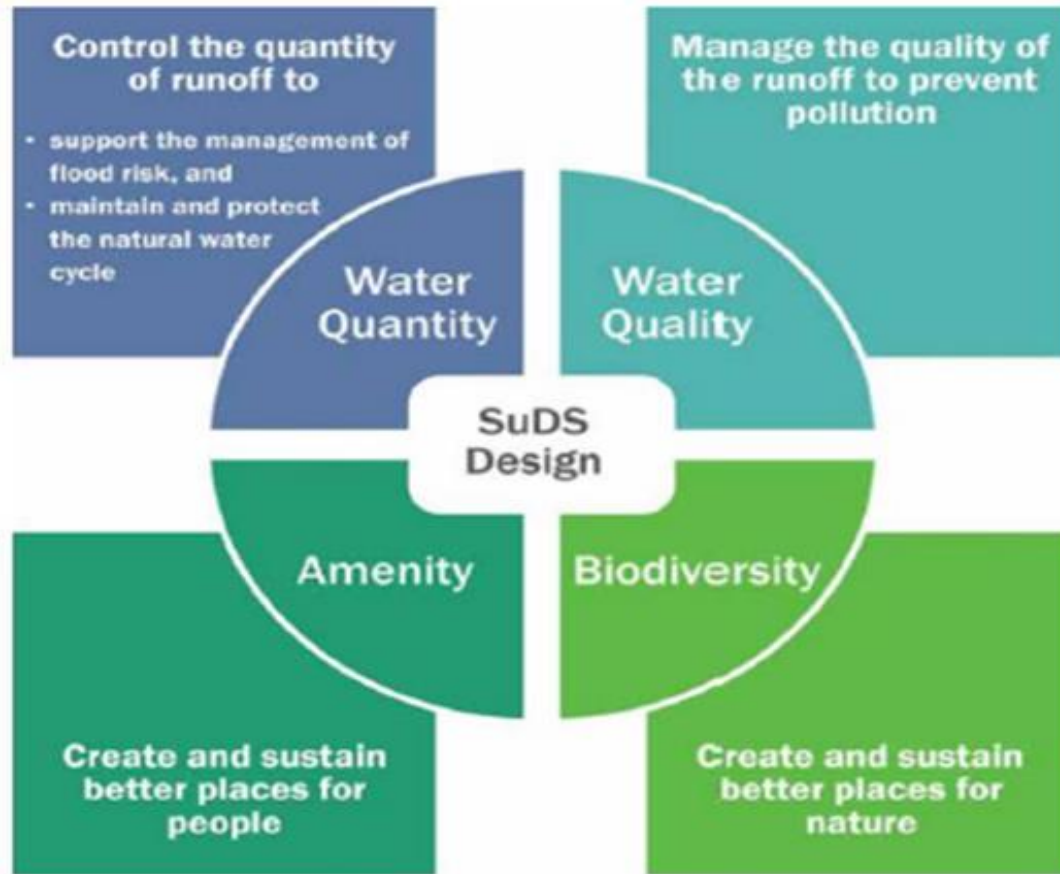 Control the quantity
of runoff to
• support the management of
flood risk, and
• maintain and protect
the natural water
cycle
Manage the quality of
the runoff to prevent
pollution
Water
Quantity
Water
Quality
SuDS
Design
Amenity
Biodiversity
Create and sustain
better places for
people
Create and sustain
better places for
nature